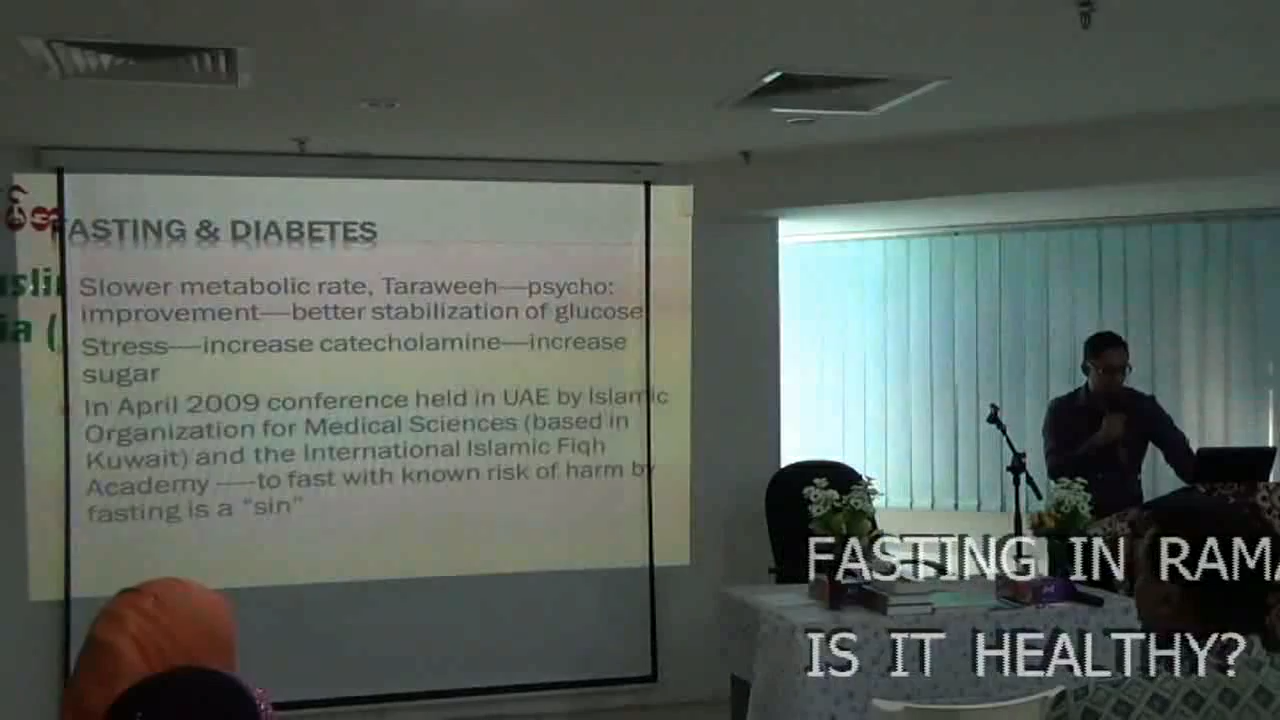 FASTING & DIABETES
Slower metabolic rate, Taraweeh—psycho:
improvement—better stabilization of glucose
Stress—increase catecholamine—increase
sugar
In April 2009 conference held in UAE by Islamic
Organization for Medical Sciences (based in
Kuwait) and the International Islamic Fiqh
Academy —–to fast with known risk of harm by
fasting is a "sin"
FASTING IN RAMA
IS IT HEALTHY?